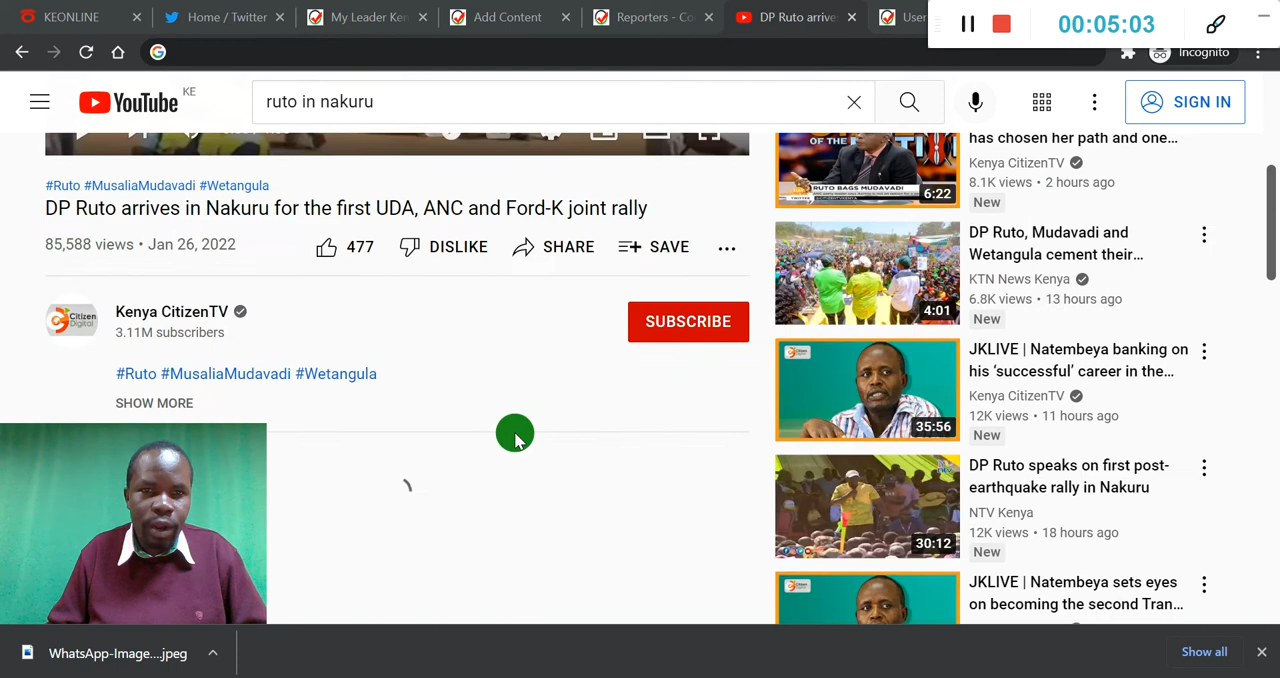 KEONLINE
Home / Twitter
My Leader Ken
Add Content
Reporters - Co
DP Ruto arrive
User
00:05:03
Incognito
YouTube KE
ruto in nakuru
SIGN IN
#Ruto #MusaliaMudavadi #Wetangula
DP Ruto arrives in Nakuru for the first UDA, ANC and Ford-K joint rally
85,588 views • Jan 26, 2022
477
DISLIKE
SHARE
SAVE
Citizen
Digital
Kenya CitizenTV
3.11M subscribers
SUBSCRIBE
#Ruto #MusaliaMudavadi #Wetangula
SHOW MORE
OF THE
RUTO BAGS MUDAVADI
6:22
has chosen her path and one...
Kenya CitizenTV
8.1K views • 2 hours ago
New
4:01
DP Ruto, Mudavadi and
Wetangula cement their...
KTN News Kenya
6.8K views • 13 hours ago
New
35:56
JKLIVE | Natembeya banking on
his ‘successful’ career in the...
Kenya CitizenTV
12K views • 11 hours ago
New
ntv
30:12
DP Ruto speaks on first post-
earthquake rally in Nakuru
NTV Kenya
12K views • 18 hours ago
New
JKLIVE | Natembeya sets eyes
on becoming the second Tran...
WhatsApp-Image....jpeg
Show all